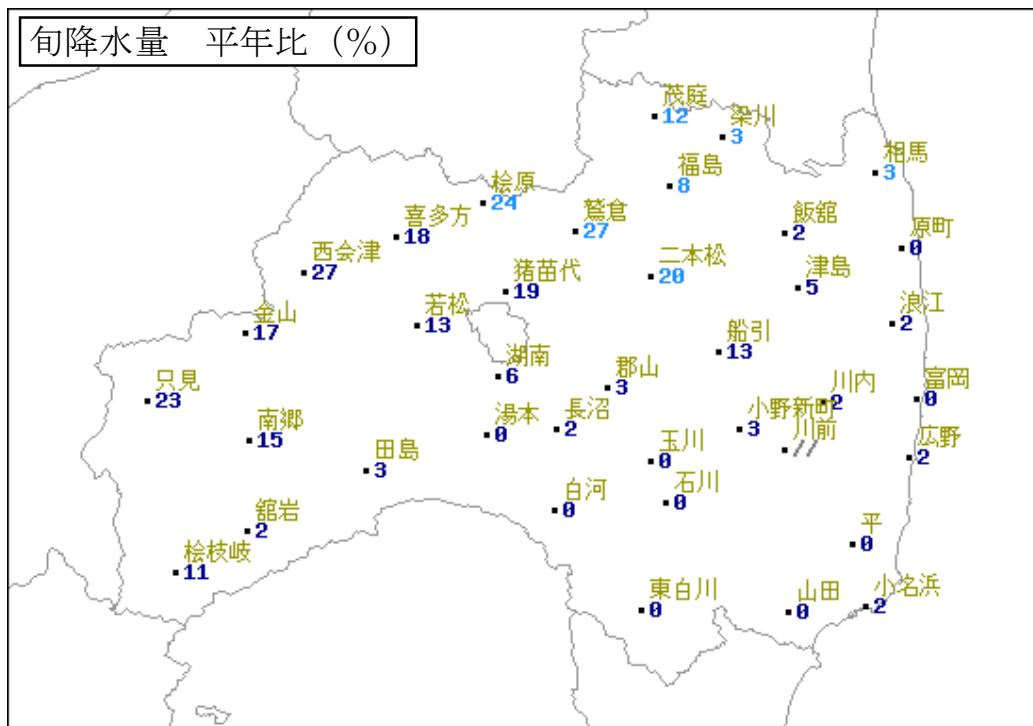 旬降水量　平年比（%）
茂庭
12
梁川
3
相馬
3
福島
8
桧原
24
鷲倉
27
喜多方
18
飯舘
2
原町
0
西会津
27
二本松
20
津島
5
猪苗代
19
若松
13
浪江
2
金山
17
船引
13
湖南
6
郡山
3
只見
23
川内
2
富岡
0
南郷
15
湯本
0
長沼
2
小野新町
3
川前
//
広野
2
田島
3
玉川
0
石川
0
白河
0
舘岩
2
平
0
桧枝岐
11
東白川
0
山田
0
小名浜
2